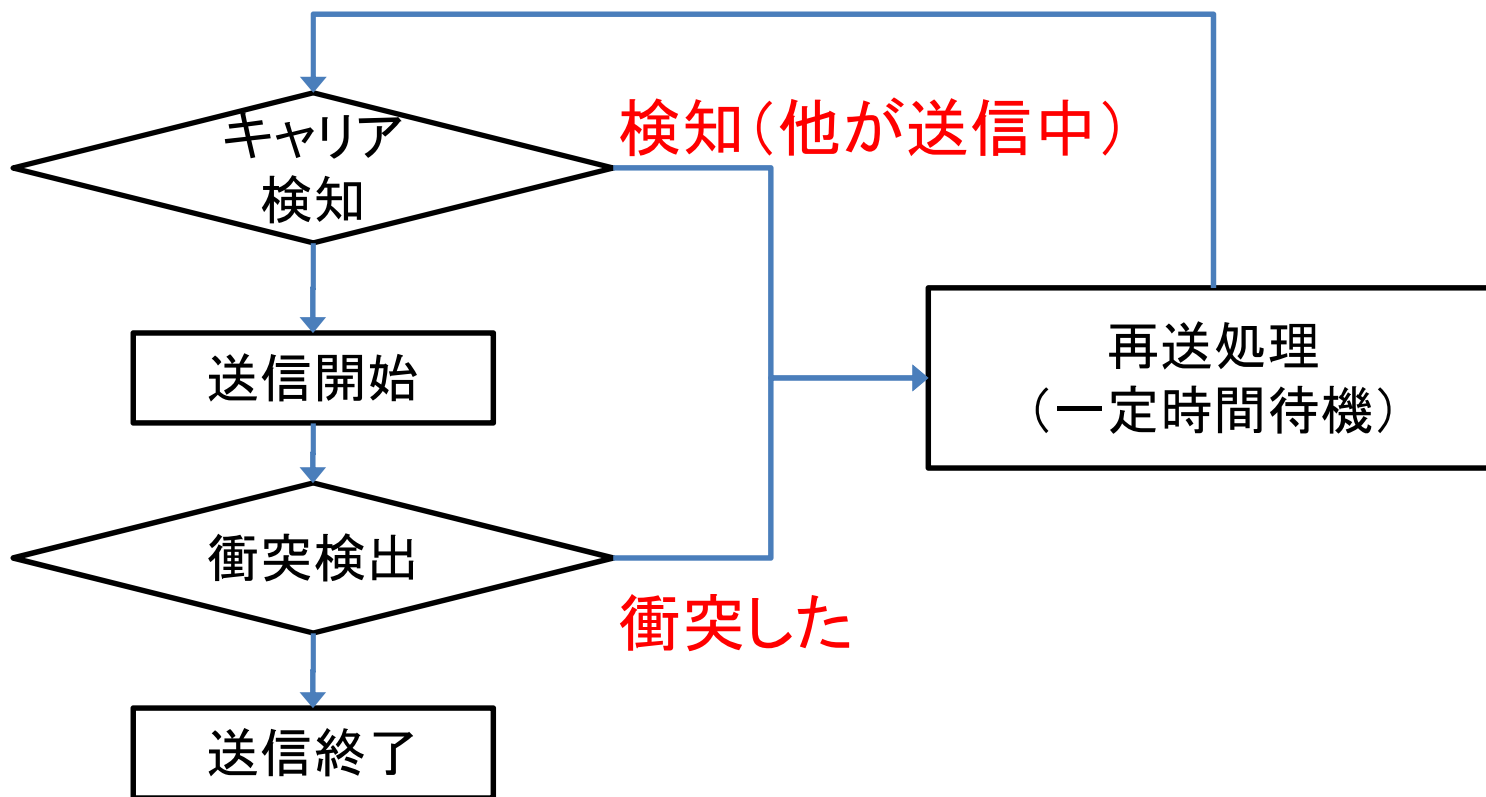 キャリア
検知
検知(他が送信中)
送信開始
再送処理
(一定時間待機)
衝突検出
衝突した
送信終了